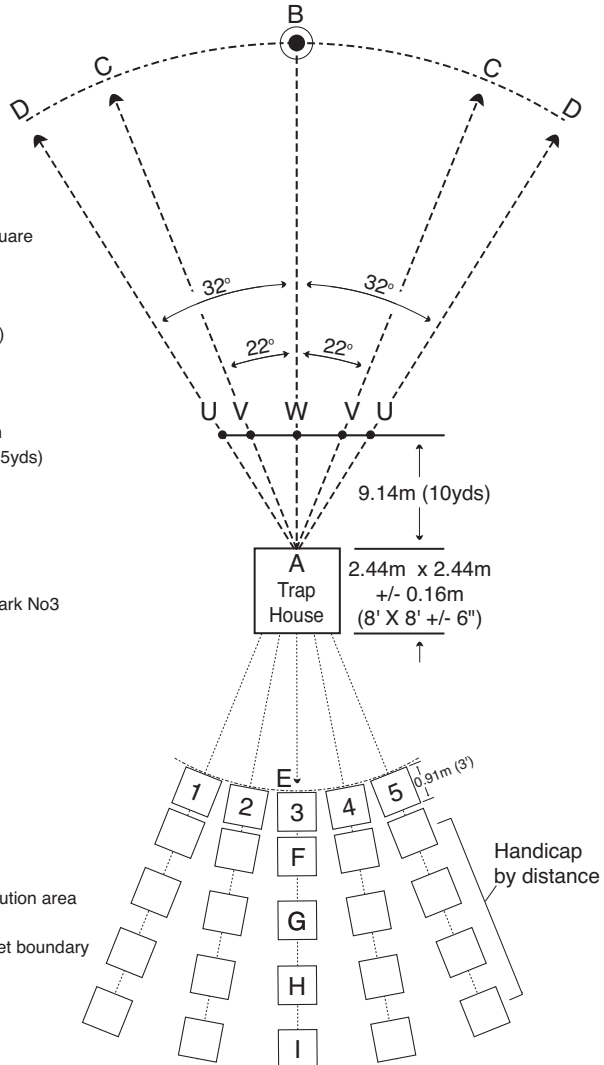 B
C
C
D
D
uare
32°
32°
)
22°
22°
U V W V U
n
5yds)
9.14m (10yds)
A
Trap
House
2.44m x 2.44m
+/- 0.16m
(8' X 8' +/- 6")
ark No3
E
0.91m (3')
1
2
3
4
5
F
Handicap
by distance
G
ution area
et boundary
H
I